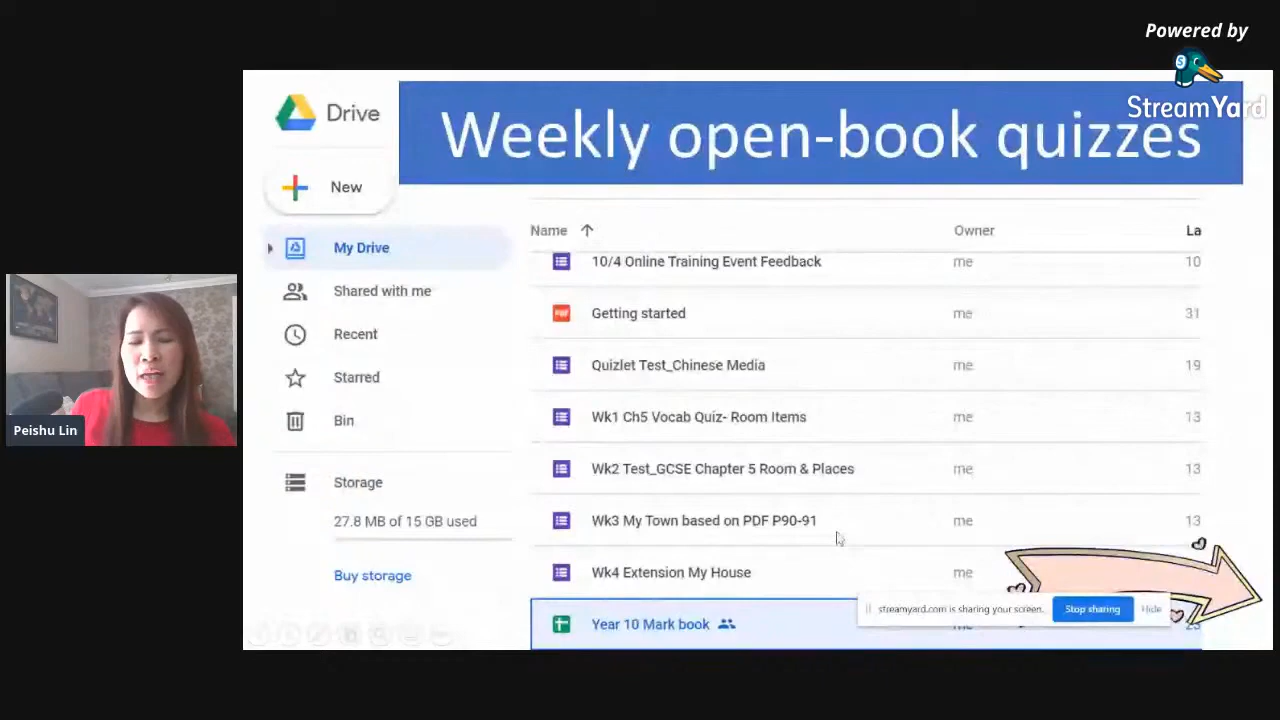 Powered by
StreamYard
Drive
Weekly open-book quizzes
New
Name
Owner
La
My Drive
10/4 Online Training Event Feedback
me
10
Shared with me
Getting started
me
31
Recent
Quizlet Test_Chinese Media
me
19
Starred
Wk1 Ch5 Vocab Quiz- Room Items
me
13
Bin
Wk2 Test_GCSE Chapter 5 Room & Places
me
13
Storage
27.8 MB of 15 GB used
Wk3 My Town based on PDF P90-91
me
13
Buy storage
Wk4 Extension My House
me
streamyard.com is sharing your screen.
Stop sharing
Hide
Year 10 Mark book
Peishu Lin